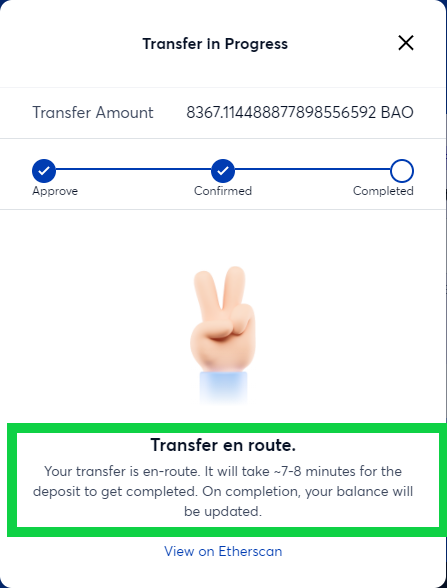 Transfer in Progress
Transfer Amount 8367.114488877898556592 BAO
Approve Confirmed Completed
Transfer en route.
Your transfer is en-route. It will take ~7-8 minutes for the
deposit to get completed. On completion, your balance will
be updated.
View on Etherscan